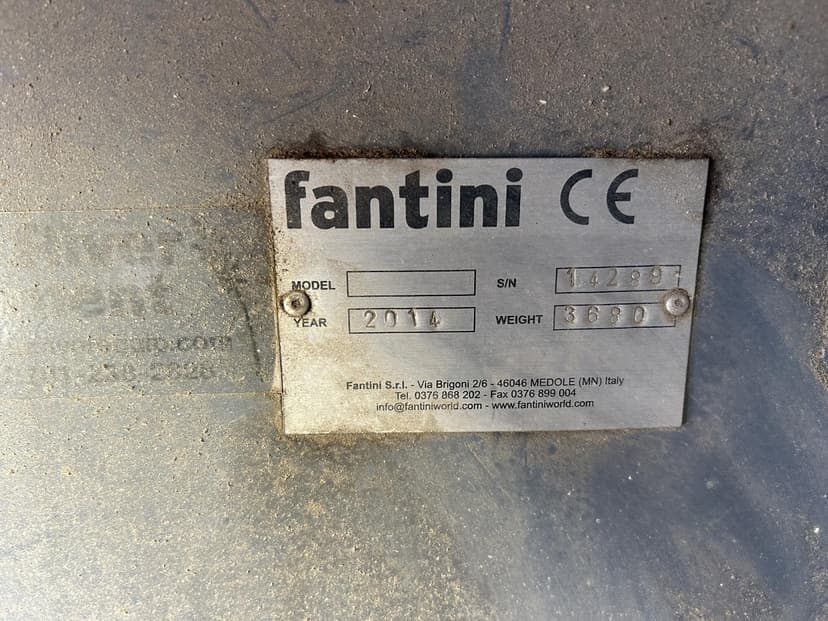 fantini CE
MODEL S/N 14289
YEAR 2014 WEIGHT 3680
Fantini S.r.l. - Via Brigoni 2/6 - 46046 MEDOLE (MN) Italy
Tel. 0376 868 202 - Fax 0376 899 004
info@fantiniworld.com - www.fantiniworld.com